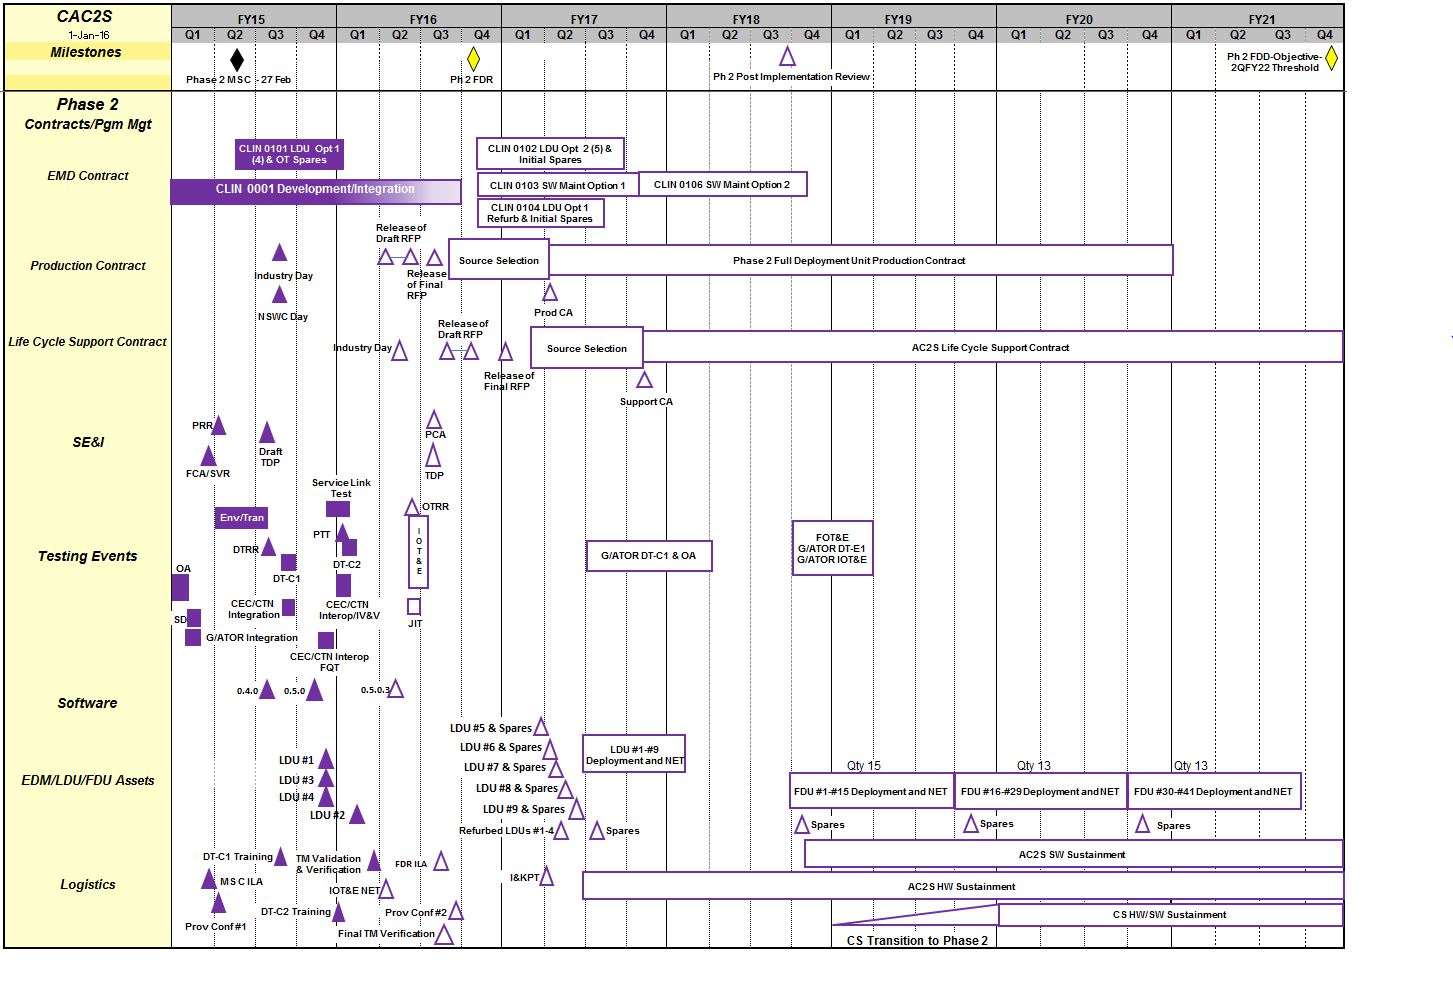 CAC2S
1-Jan-16
FY15
FY16
FY17
FY18
FY19
FY20
FY21
Q1 Q2 Q3 Q4 Q1 Q2 Q3 Q4 Q1 Q2 Q3 Q4 Q1 Q2 Q3 Q4 Q1 Q2 Q3 Q4 Q1 Q2 Q3 Q4 Q1 Q2 Q3 Q4
Milestones
Phase 2 MSC - 27 Feb
Ph 2 FDR
Ph 2 Post Implementation Review
Ph 2 FDD-Objective-
2QFY22 Threshold
Phase 2
Contracts/Pgm Mgt
EMD Contract
CLIN 0101 LDU Opt 1
(4) & OT Spares
CLIN 0001 Development/Integration
CLIN 0102 LDU Opt 2 (5) &
Initial Spares
CLIN 0103 SW Maint Option 1
CLIN 0106 SW Maint Option 2
CLIN 0104 LDU Opt 1
Refurb & Initial Spares
Production Contract
Industry Day
NSWC Day
Release of
Draft RFP
Release
of Final
RFP
Source Selection
Phase 2 Full Deployment Unit Production Contract
Prod CA
Life Cycle Support Contract
Industry Day
Release of
Draft RFP
Release of
Final RFP
Source Selection
AC2S Life Cycle Support Contract
Support CA
SE&I
PRR
FCA/SVR
Draft
TDP
PCA
TDP
Testing Events
Service Link
Test
Env/Tran
PTT
OTRR
DTRR
DT-C1
DT-C2
I
O
T
&
E
G/ATOR DT-C1 & OA
FOT&E
G/ATOR DT-E1
G/ATOR IOT&E
OA
CEC/CTN
Integration
CEC/CTN
Interop/IV&V
JIT
SD
G/ATOR Integration
CEC/CTN Interop
FQT
Software
0.4.0
0.5.0
0.5.0.3
EDM/LDU/FDU Assets
LDU #1
LDU #3
LDU #4
LDU #2
LDU #5 & Spares
LDU #6 & Spares
LDU #7 & Spares
LDU #8 & Spares
LDU #9 & Spares
Refurbed LDUs #1-4
Spares
LDU #1-#9
Deployment and NET
Qty 15
Qty 13
Qty 13
FDU #1-#15 Deployment and NET
FDU #16-#29 Deployment and NET
FDU #30-#41 Deployment and NET
Spares
Spares
Spares
Logistics
DT-C1 Training
TM Validation
& Verification
FDR ILA
AC2S SW Sustainment
MSC ILA
IOT&E NET
I&KPT
AC2S HW Sustainment
Prov Conf #1
DT-C2 Training
Prov Conf #2
CS HW/SW Sustainment
Final TM Verification
CS Transition to Phase 2